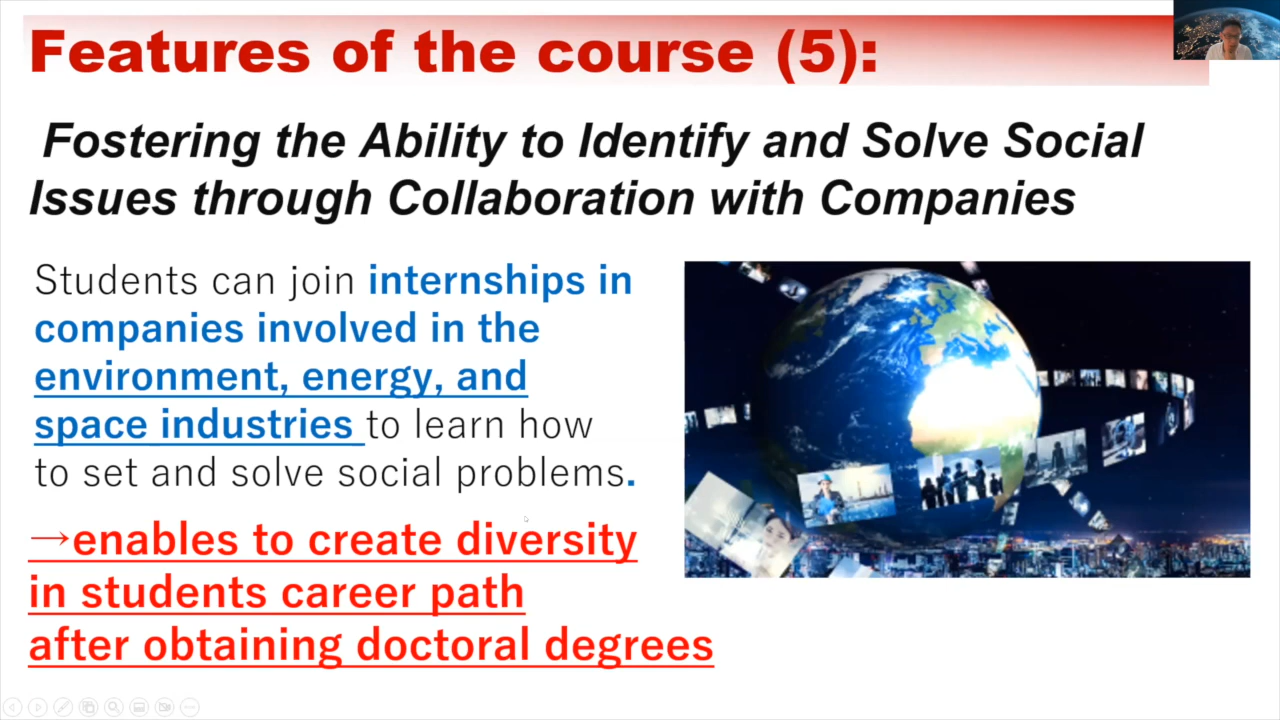 Features of the course (5):
Fostering the Ability to Identify and Solve Social
Issues through Collaboration with Companies
Students can join internships in
companies involved in the
environment, energy, and
space industries to learn how
to set and solve social problems.
→enables to create diversity
in students career path
after obtaining doctoral degrees